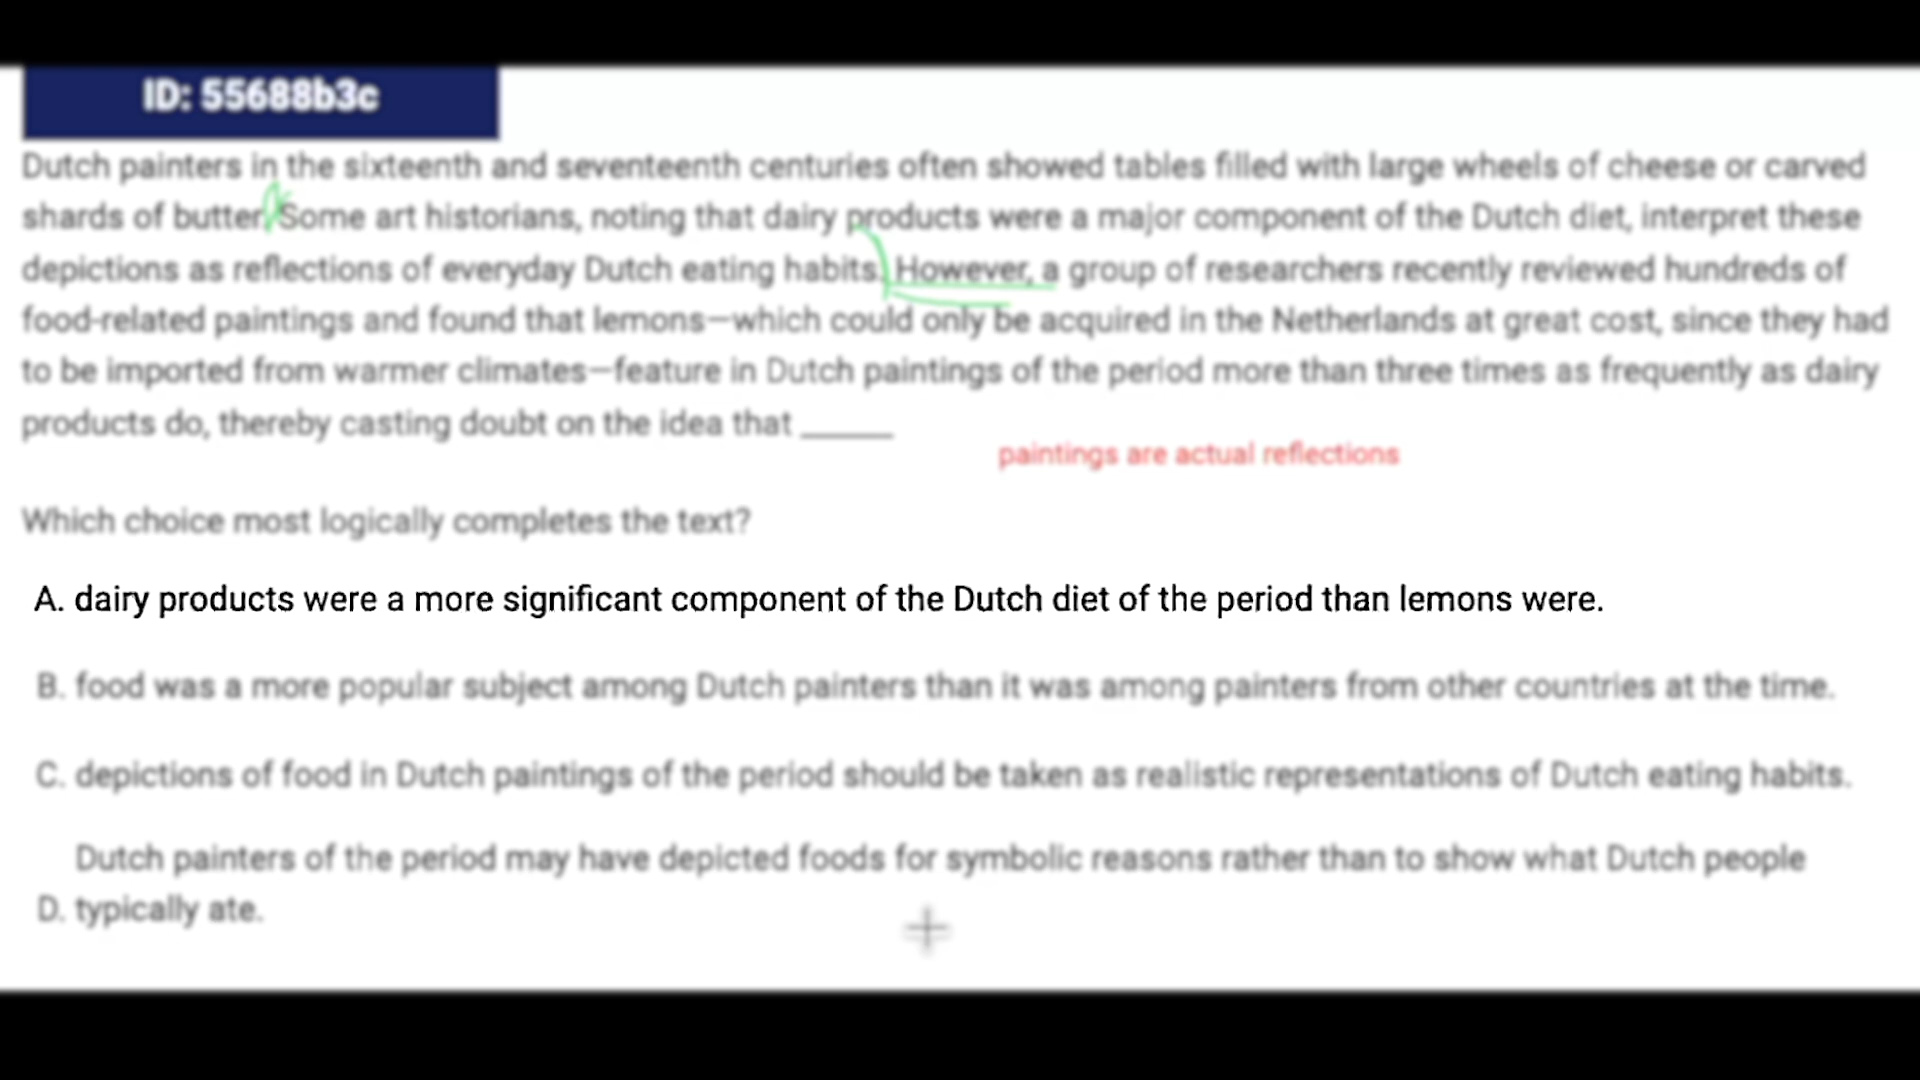 ID: 55688b3c
Dutch painters in the sixteenth and seventeenth centuries often showed tables filled with large wheels of cheese or carved
shards of butter. Some art historians, noting that dairy products were a major component of the Dutch diet, interpret these
depictions as reflections of everyday Dutch eating habits. However, a group of researchers recently reviewed hundreds of
food-related paintings and found that lemons—which could only be acquired in the Netherlands at great cost, since they had
to be imported from warmer climates—feature in Dutch paintings of the period more than three times as frequently as dairy
products do, thereby casting doubt on the idea that ______
paintings are actual reflections
Which choice most logically completes the text?
A. dairy products were a more significant component of the Dutch diet of the period than lemons were.
B. food was a more popular subject among Dutch painters than it was among painters from other countries at the time.
C. depictions of food in Dutch paintings of the period should be taken as realistic representations of Dutch eating habits.
Dutch painters of the period may have depicted foods for symbolic reasons rather than to show what Dutch people
D. typically ate.